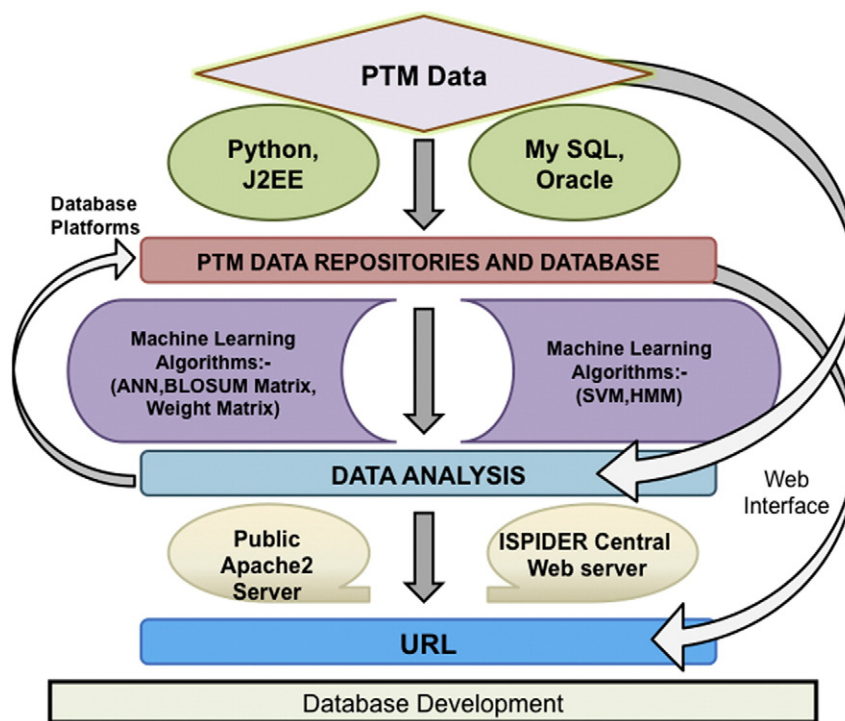 PTM Data
Python,
J2EE
My SQL,
Oracle
Database
Platforms
PTM DATA REPOSITORIES AND DATABASE
Machine Learning
Algorithms:-
(ANN,BLOSUM Matrix,
Weight Matrix)
Machine Learning
Algorithms:-
(SVM,HMM)
DATA ANALYSIS
Web
Interface
Public
Apache2
Server
ISPIDER Central
Web server
URL
Database Development